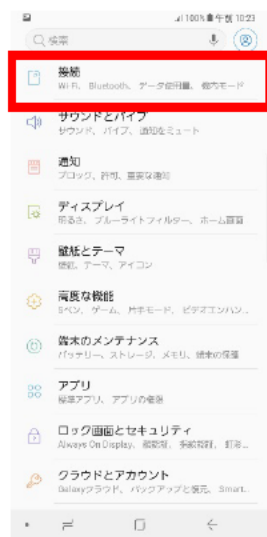 100% 午前 10:23
検索
接続
Wi-Fi、Bluetooth、データ使用量、機内モード
サウンドとバイブ
サウンド、バイブ、通知をミュート
通知
ブロック、許可、重要な通知
ディスプレイ
明るさ、ブルーライトフィルター、ホーム画面
壁紙とテーマ
壁紙、テーマ、アイコン
高度な機能
Sペン、ゲーム、片手モード、ビデオエンハン...
端末のメンテナンス
バッテリー、ストレージ、メモリ、端末の保護
アプリ
標準アプリ、アプリの権限
ロック画面とセキュリティ
Always On Display、顔認証、指紋認証、虹彩...
クラウドとアカウント
Galaxyクラウド、バックアップと復元、Smart...